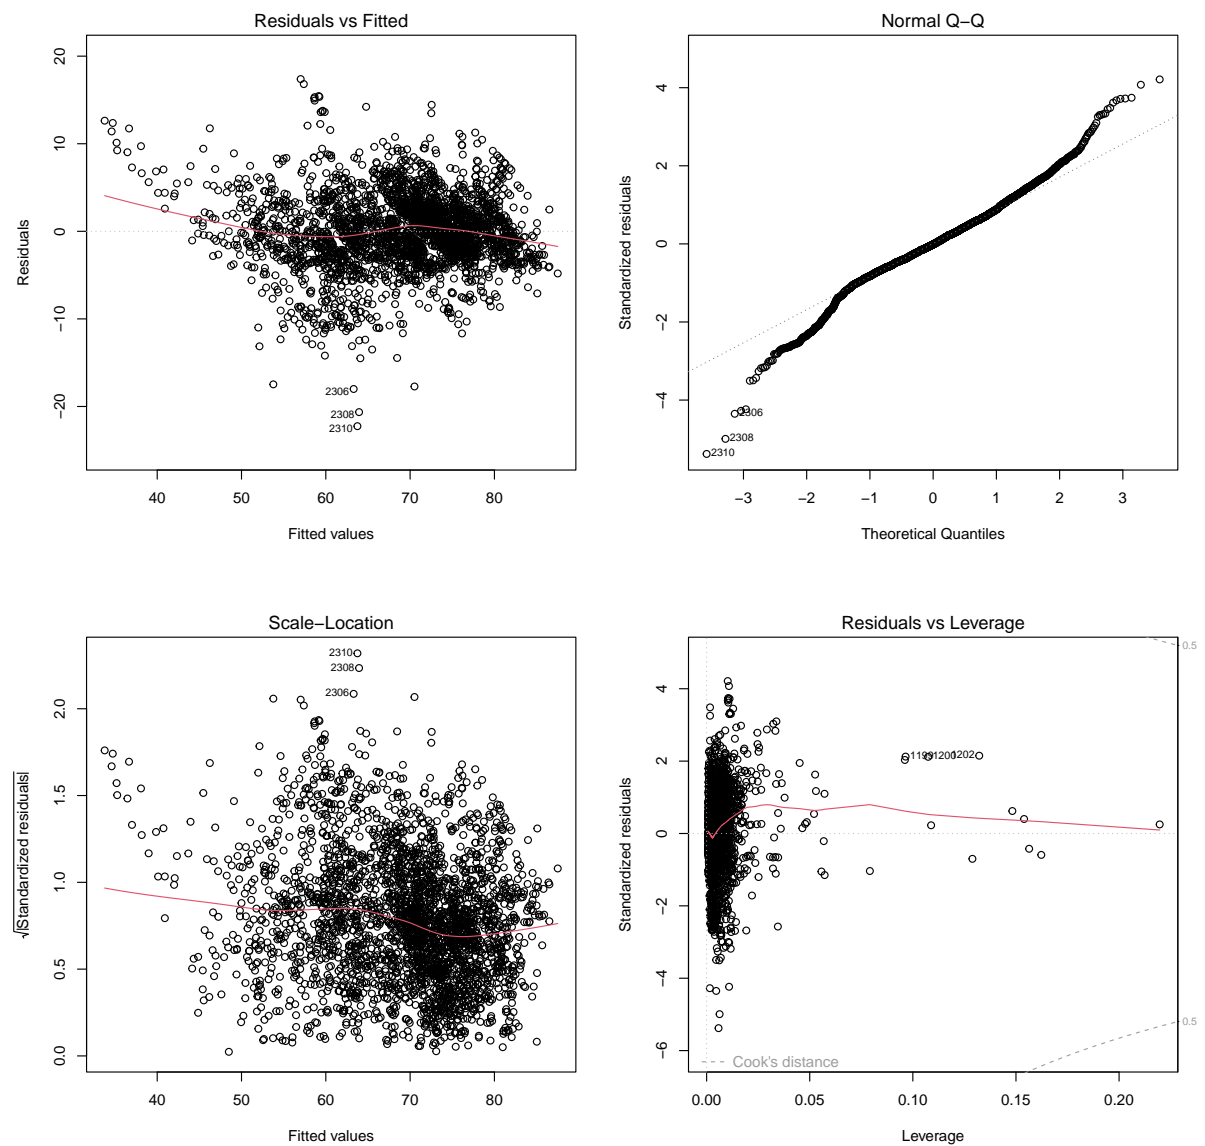 Residuals vs Fitted
Residuals
20
10
0
−10
−20
2306
2308
2310
40 50 60 70 80
Fitted values
Normal Q−Q
Standardized residuals
4
2
0
−2
−4
2306
2308
2310
−3 −2 −1 0 1 2 3
Theoretical Quantiles
Scale−Location
√|Standardized residuals|
2.0
1.5
1.0
0.5
0.0
2310
2308
2306
40 50 60 70 80
Fitted values
Residuals vs Leverage
Standardized residuals
4
2
0
−2
−4
−6
0.5
1199 1200 1202
0.5
Cook's distance
0.00 0.05 0.10 0.15 0.20
Leverage